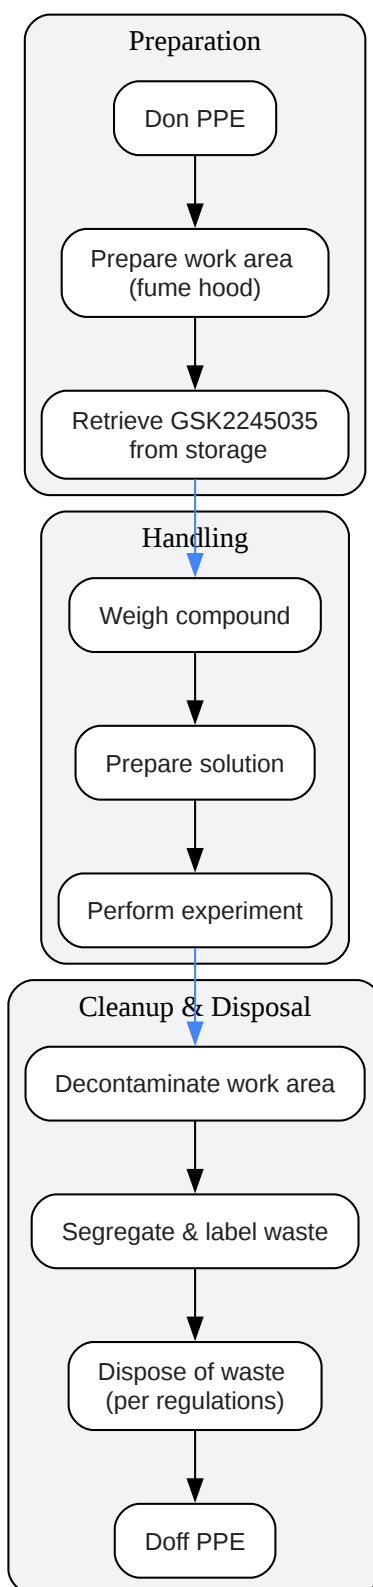 Preparation
Don PPE
Prepare work area
(fume hood)
Retrieve GSK2245035
from storage
Handling
Weigh compound
Prepare solution
Perform experiment
Cleanup & Disposal
Decontaminate work area
Segregate & label waste
Dispose of waste
(per regulations)
Doff PPE